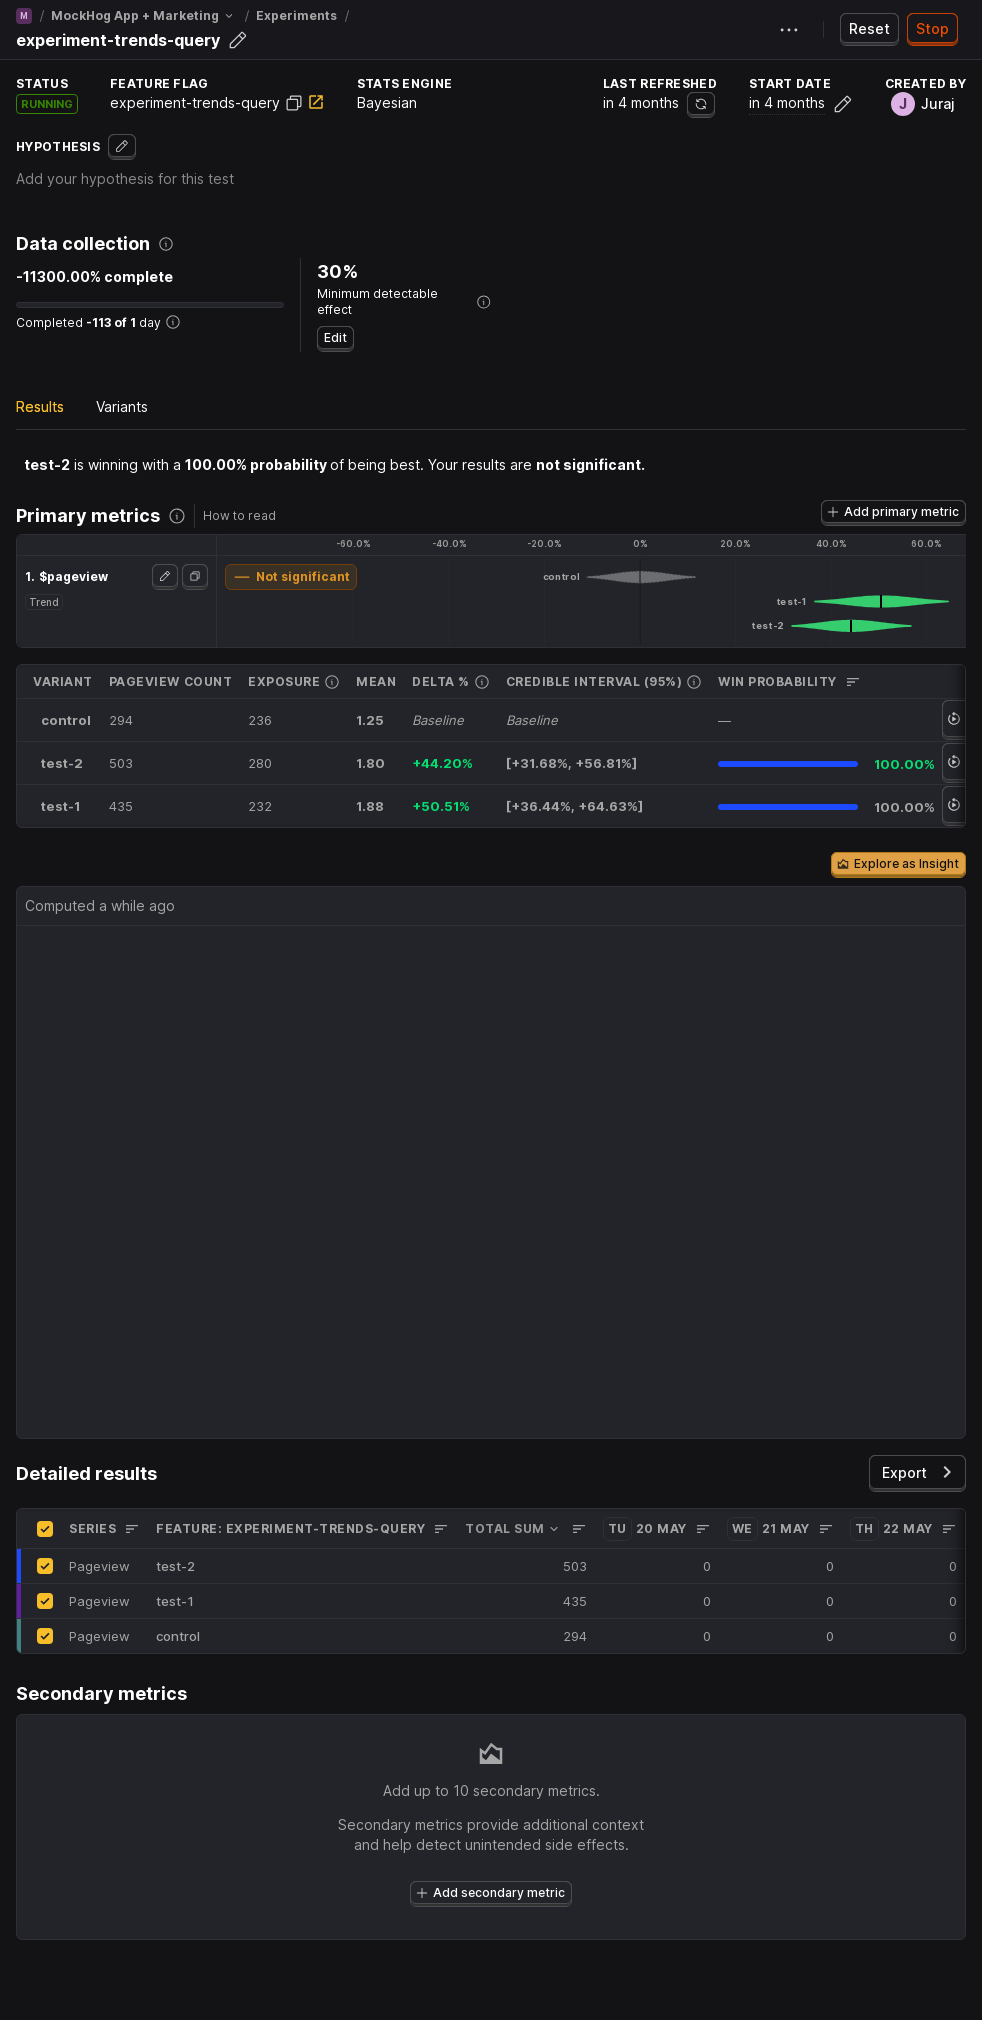 M / MockHog App + Marketing / Experiments /
experiment-trends-query
Reset
Stop
STATUS
RUNNING
FEATURE FLAG
experiment-trends-query
STATS ENGINE
Bayesian
LAST REFRESHED
in 4 months
START DATE
in 4 months
CREATED BY
J Juraj
HYPOTHESIS
Add your hypothesis for this test
Data collection
-11300.00% complete
Completed -113 of 1 day
30%
Minimum detectable
effect
Edit
Results
Variants
test-2 is winning with a 100.00% probability of being best. Your results are not significant.
Primary metrics
How to read
Add primary metric
-60.0% -40.0% -20.0% 0% 20.0% 40.0% 60.0%
1. $pageview
Trend
Not significant
control
test-1
test-2
VARIANT PAGEVIEW COUNT EXPOSURE MEAN DELTA % CREDIBLE INTERVAL (95%) WIN PROBABILITY
control 294 236 1.25 Baseline Baseline —
test-2 503 280 1.80 +44.20% [+31.68%, +56.81%] 100.00%
test-1 435 232 1.88 +50.51% [+36.44%, +64.63%] 100.00%
Explore as Insight
Computed a while ago
Detailed results
Export
SERIES FEATURE: EXPERIMENT-TRENDS-QUERY TOTAL SUM TU 20 MAY WE 21 MAY TH 22 MAY
Pageview test-2 503 0 0 0
Pageview test-1 435 0 0 0
Pageview control 294 0 0 0
Secondary metrics
Add up to 10 secondary metrics.
Secondary metrics provide additional context
and help detect unintended side effects.
Add secondary metric